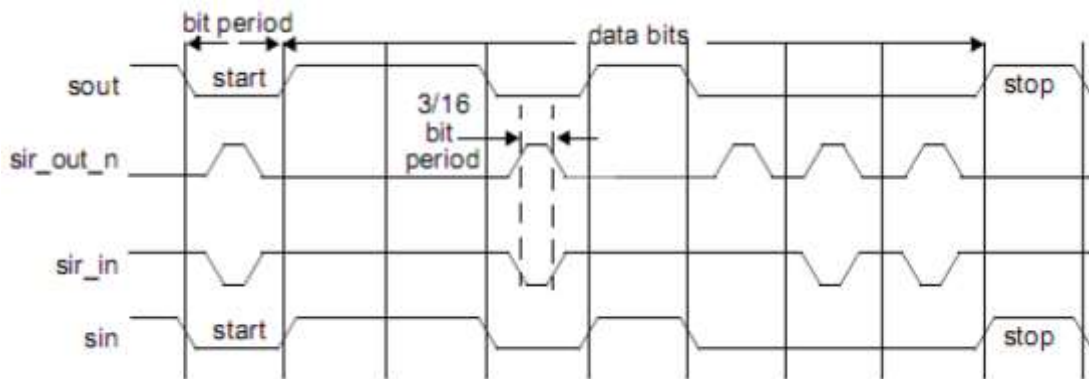 bit period
data bits
sout
start
stop
3/16
bit
period
sir_out_n
sir_in
sin
start
stop